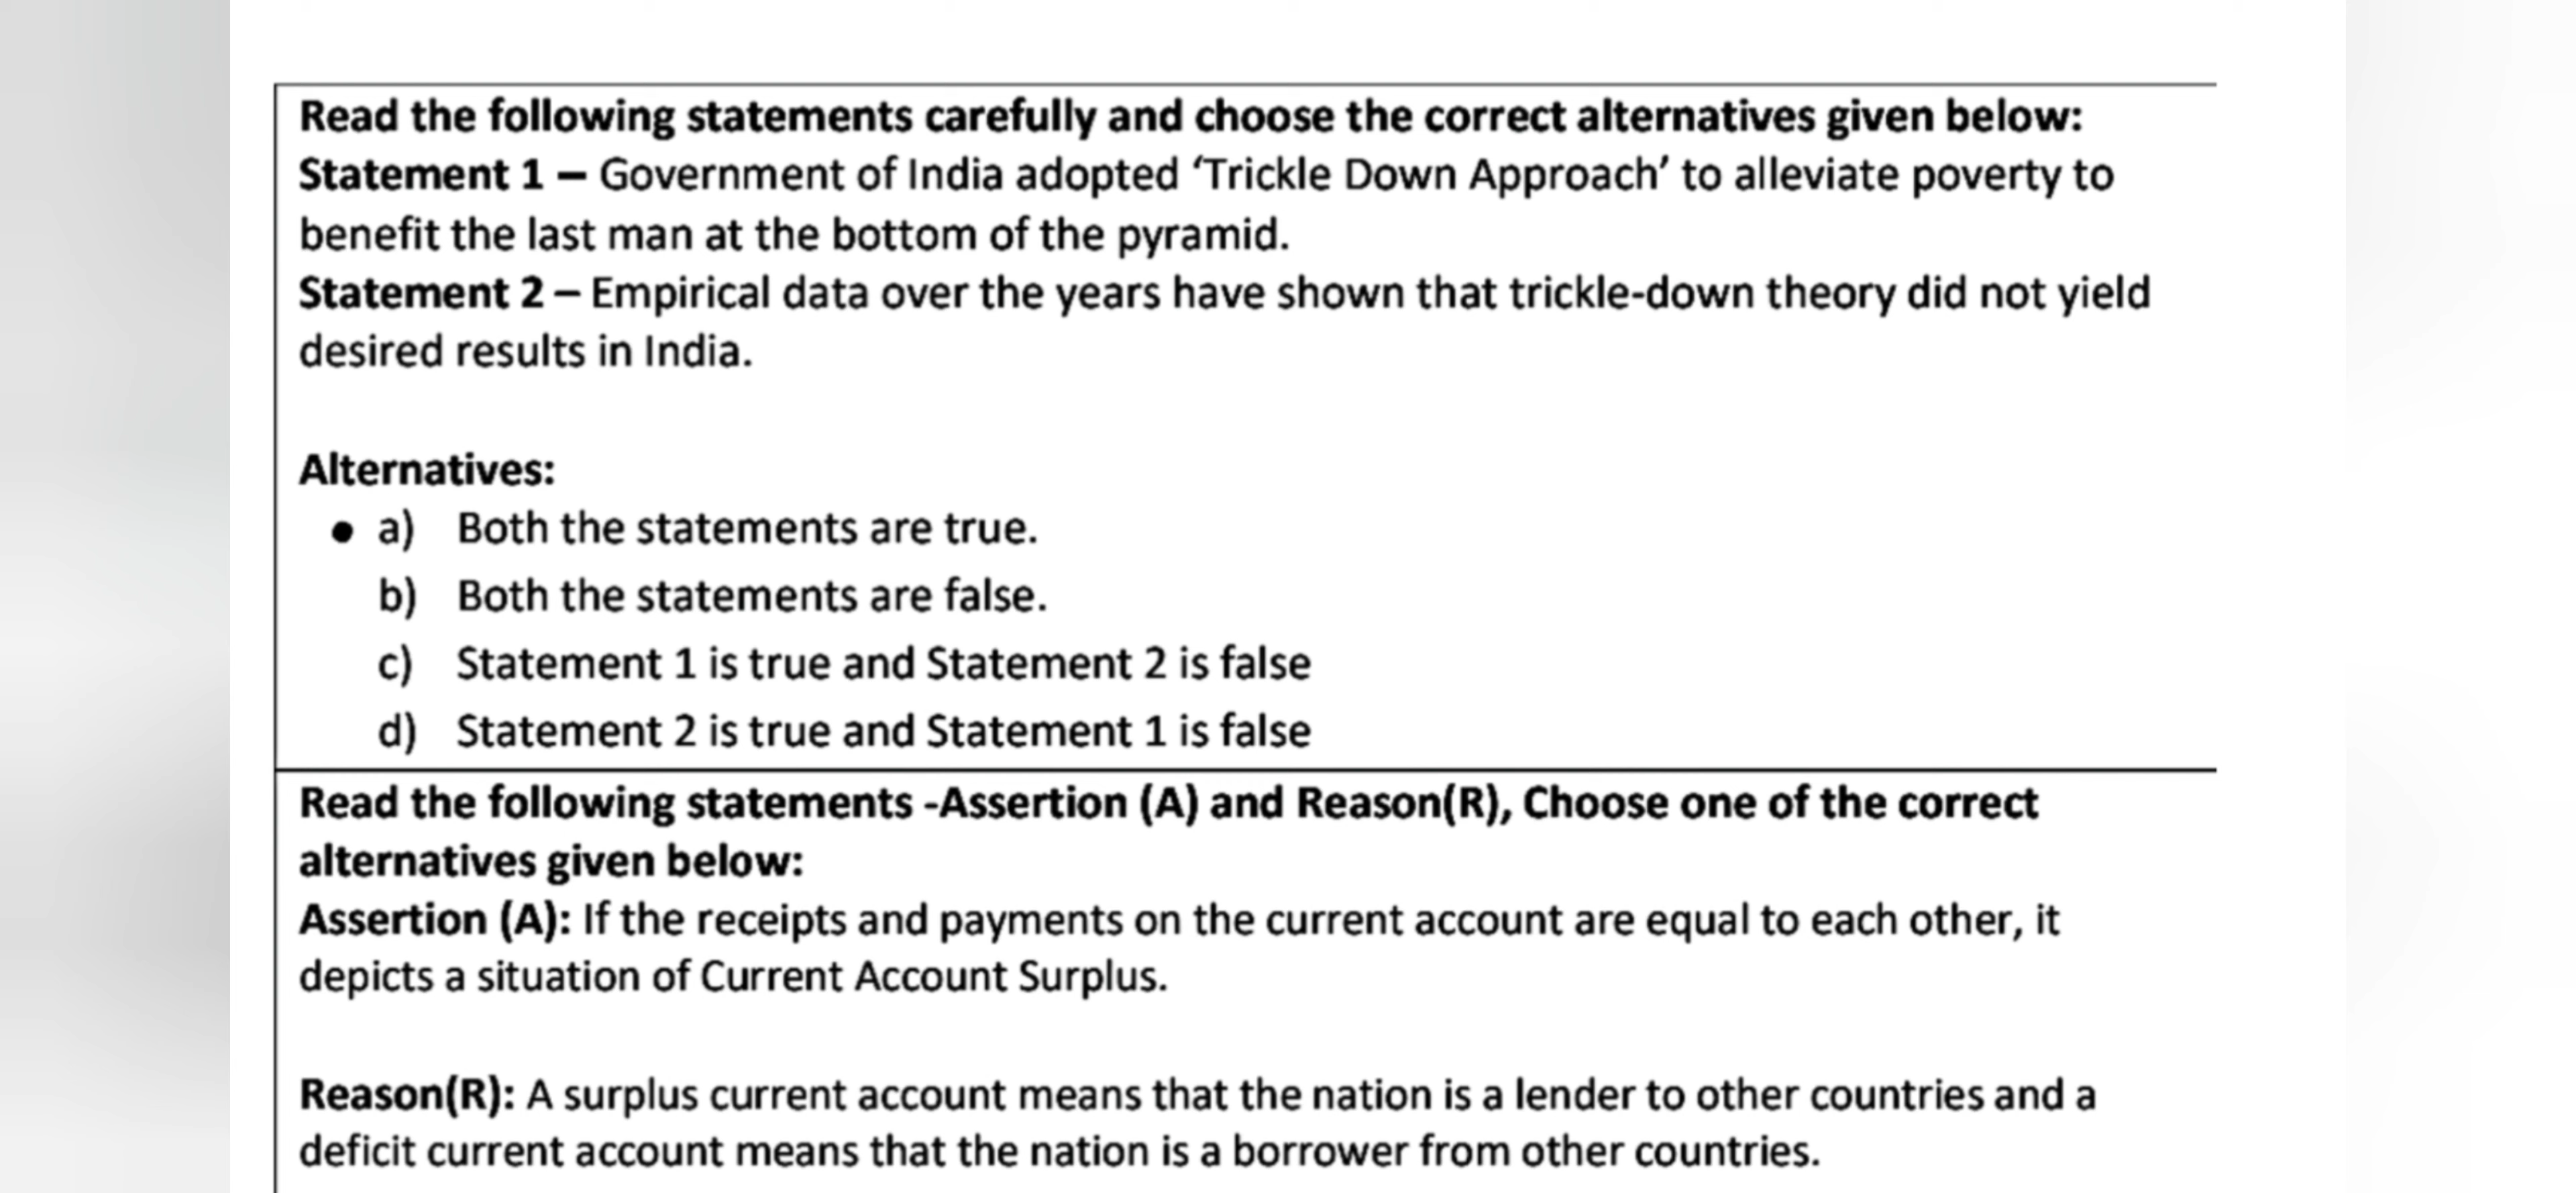 Read the following statements carefully and choose the correct alternatives given below:
Statement 1 – Government of India adopted ‘Trickle Down Approach’ to alleviate poverty to
benefit the last man at the bottom of the pyramid.
Statement 2 – Empirical data over the years have shown that trickle-down theory did not yield
desired results in India.
Alternatives:
• a) Both the statements are true.
b) Both the statements are false.
c) Statement 1 is true and Statement 2 is false
d) Statement 2 is true and Statement 1 is false
Read the following statements -Assertion (A) and Reason(R), Choose one of the correct
alternatives given below:
Assertion (A): If the receipts and payments on the current account are equal to each other, it
depicts a situation of Current Account Surplus.
Reason(R): A surplus current account means that the nation is a lender to other countries and a
deficit current account means that the nation is a borrower from other countries.